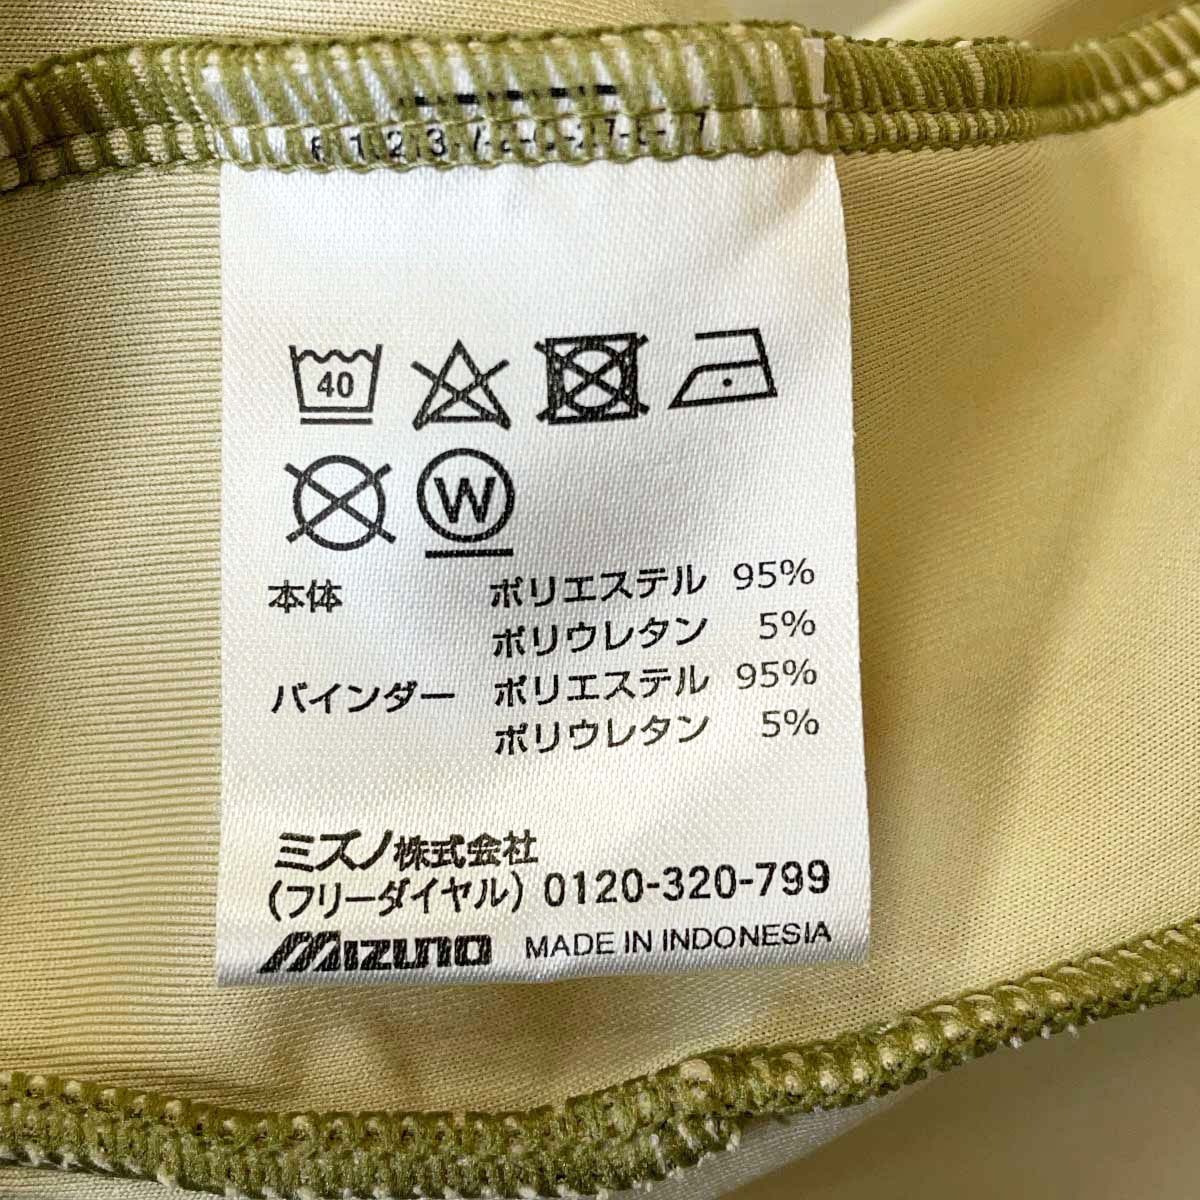 40
W
本体 ポリエステル 95%
ポリウレタン 5%
バインダー ポリエステル 95%
ポリウレタン 5%
ミズノ株式会社
(フリーダイヤル) 0120-320-799
MIZUNO MADE IN INDONESIA